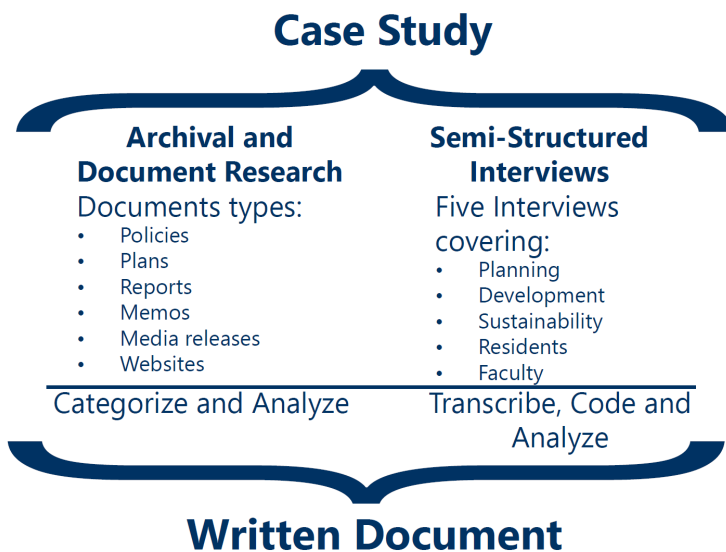 Case Study
Archival and
Document Research
Documents types:
• Policies
• Plans
• Reports
• Memos
• Media releases
• Websites
Categorize and Analyze
Semi-Structured
Interviews
Five Interviews
covering:
• Planning
• Development
• Sustainability
• Residents
• Faculty
Transcribe, Code and
Analyze
Written Document